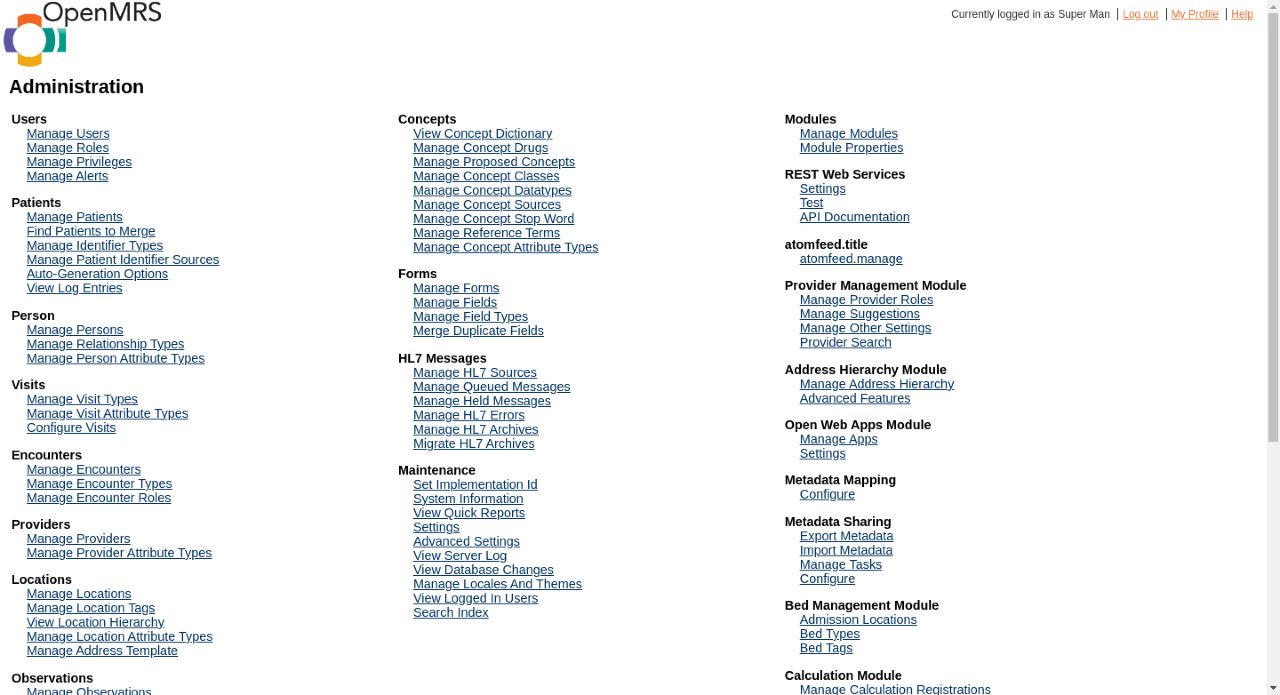 OpenMRS
Currently logged in as Super Man
Log out
My Profile
Help
Administration
Users
Manage Users
Manage Roles
Manage Privileges
Manage Alerts
Patients
Manage Patients
Find Patients to Merge
Manage Identifier Types
Manage Patient Identifier Sources
Auto-Generation Options
View Log Entries
Person
Manage Persons
Manage Relationship Types
Manage Person Attribute Types
Visits
Manage Visit Types
Manage Visit Attribute Types
Configure Visits
Encounters
Manage Encounters
Manage Encounter Types
Manage Encounter Roles
Providers
Manage Providers
Manage Provider Attribute Types
Locations
Manage Locations
Manage Location Tags
View Location Hierarchy
Manage Location Attribute Types
Manage Address Template
Observations
Manage Observations
Concepts
View Concept Dictionary
Manage Concept Drugs
Manage Proposed Concepts
Manage Concept Classes
Manage Concept Datatypes
Manage Concept Sources
Manage Concept Stop Word
Manage Reference Terms
Manage Concept Attribute Types
Forms
Manage Forms
Manage Fields
Manage Field Types
Merge Duplicate Fields
HL7 Messages
Manage HL7 Sources
Manage Queued Messages
Manage Held Messages
Manage HL7 Errors
Manage HL7 Archives
Migrate HL7 Archives
Maintenance
Set Implementation Id
System Information
View Quick Reports
Settings
Advanced Settings
View Server Log
View Database Changes
Manage Locales And Themes
View Logged In Users
Search Index
Modules
Manage Modules
Module Properties
REST Web Services
Settings
Test
API Documentation
atomfeed.title
atomfeed.manage
Provider Management Module
Manage Provider Roles
Manage Suggestions
Manage Other Settings
Provider Search
Address Hierarchy Module
Manage Address Hierarchy
Advanced Features
Open Web Apps Module
Manage Apps
Settings
Metadata Mapping
Configure
Metadata Sharing
Export Metadata
Import Metadata
Manage Tasks
Configure
Bed Management Module
Admission Locations
Bed Types
Bed Tags
Calculation Module
Manage Calculation Registrations